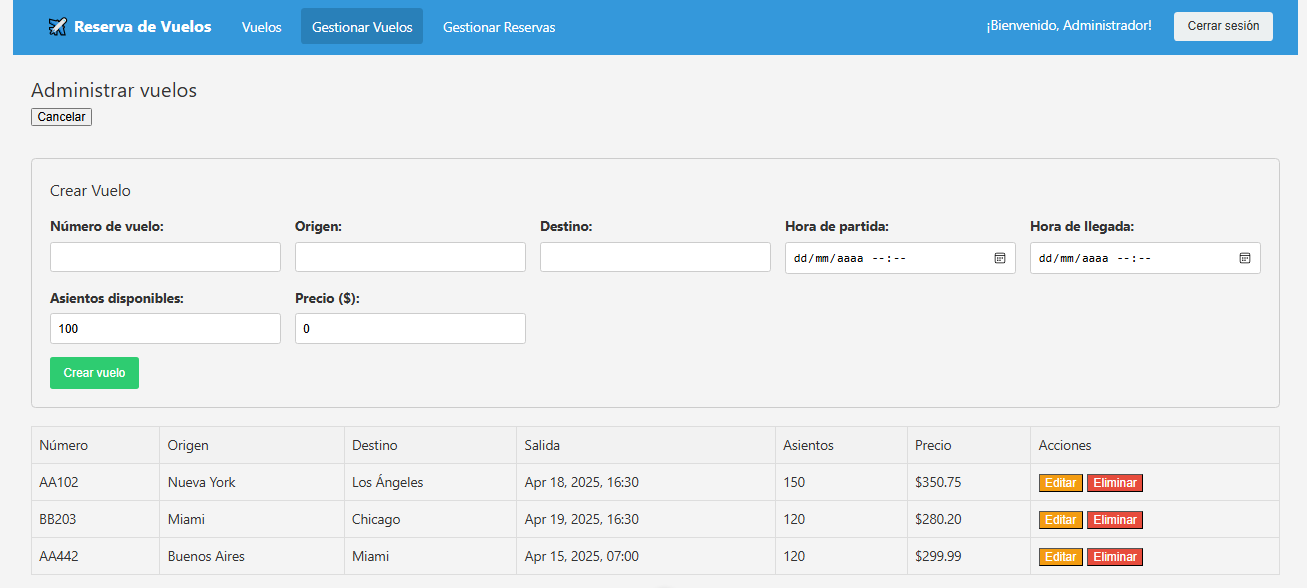 Reserva de Vuelos Vuelos Gestionar Vuelos Gestionar Reservas ¡Bienvenido, Administrador! Cerrar sesión
Administrar vuelos
Cancelar
Crear Vuelo
Número de vuelo: Origen: Destino: Hora de partida: Hora de llegada:
dd/mm/aaaa --:-- dd/mm/aaaa --:--
Asientos disponibles: Precio ($):
100 0
Crear vuelo
Número Origen Destino Salida Asientos Precio Acciones
AA102 Nueva York Los Ángeles Apr 18, 2025, 16:30 150 $350.75 Editar Eliminar
BB203 Miami Chicago Apr 19, 2025, 16:30 120 $280.20 Editar Eliminar
AA442 Buenos Aires Miami Apr 15, 2025, 07:00 120 $299.99 Editar Eliminar